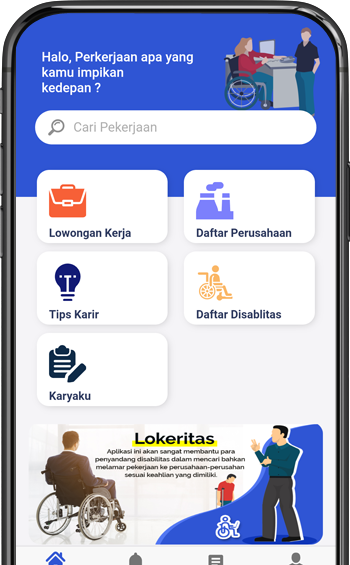 Halo, Perkerjaan apa yang
kamu impikan
kedepan ?
Cari Pekerjaan
Lowongan Kerja
Daftar Perusahaan
Tips Karir
Daftar Disablitas
Karyaku
Lokeritas
Aplikasi ini akan sangat membantu para
penyandang disabilitas dalam mencari bahkan
melamar pekerjaan ke perusahaan-perusahan
sesuai keahlian yang dimiliki.